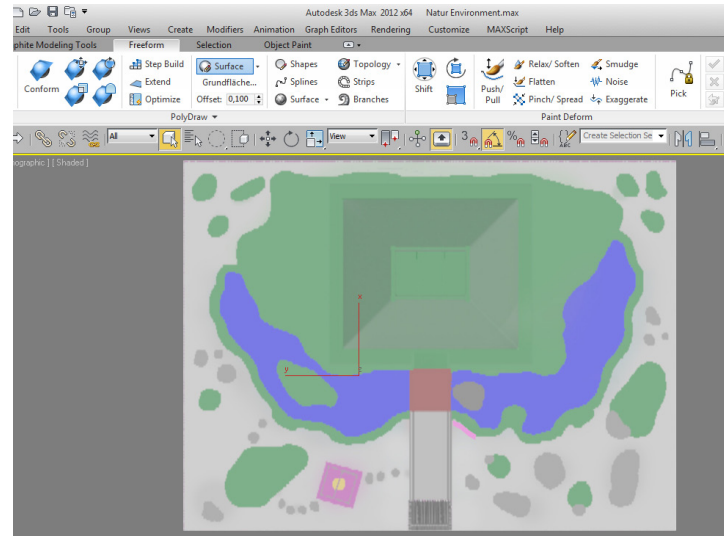 Autodesk 3ds Max 2012 x64 Natur Environment.max
Edit Tools Group Views Create Modifiers Animation Graph Editors Rendering Customize MAXScript Help
phite Modeling Tools Freeform Selection Object Paint
Conform Step Build Surface Shapes Topology Shift Push/ Pull Relax/ Soften Smudge Pick
Extend Grundfläche... Splines Strips Flatten Noise
Optimize Offset: 0,100 Surface Branches Pinch/ Spread Exaggerate
PolyDraw Paint Deform
All View 3 Create Selection Se
ographic ] [ Shaded ]
x
y
z